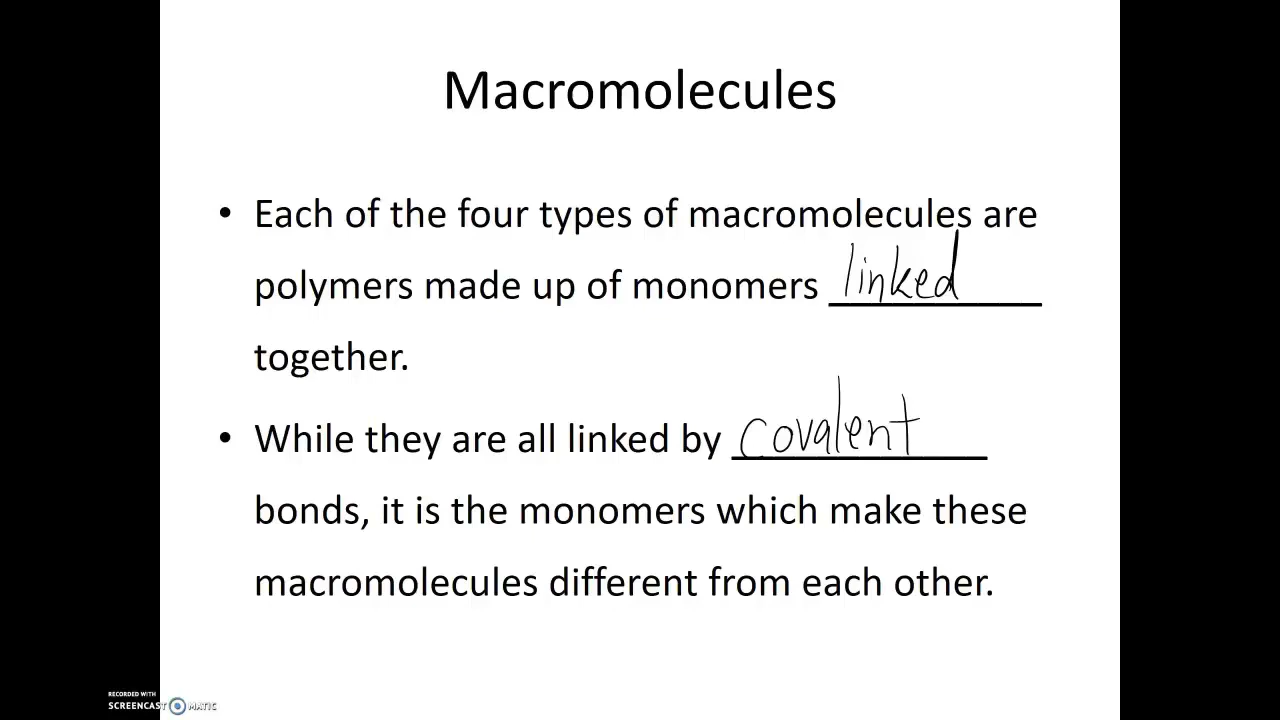 Macromolecules
• Each of the four types of macromolecules are
polymers made up of monomers linked
together.
• While they are all linked by covalent
bonds, it is the monomers which make these
macromolecules different from each other.
RECORDED WITH
SCREENCAST MATIC